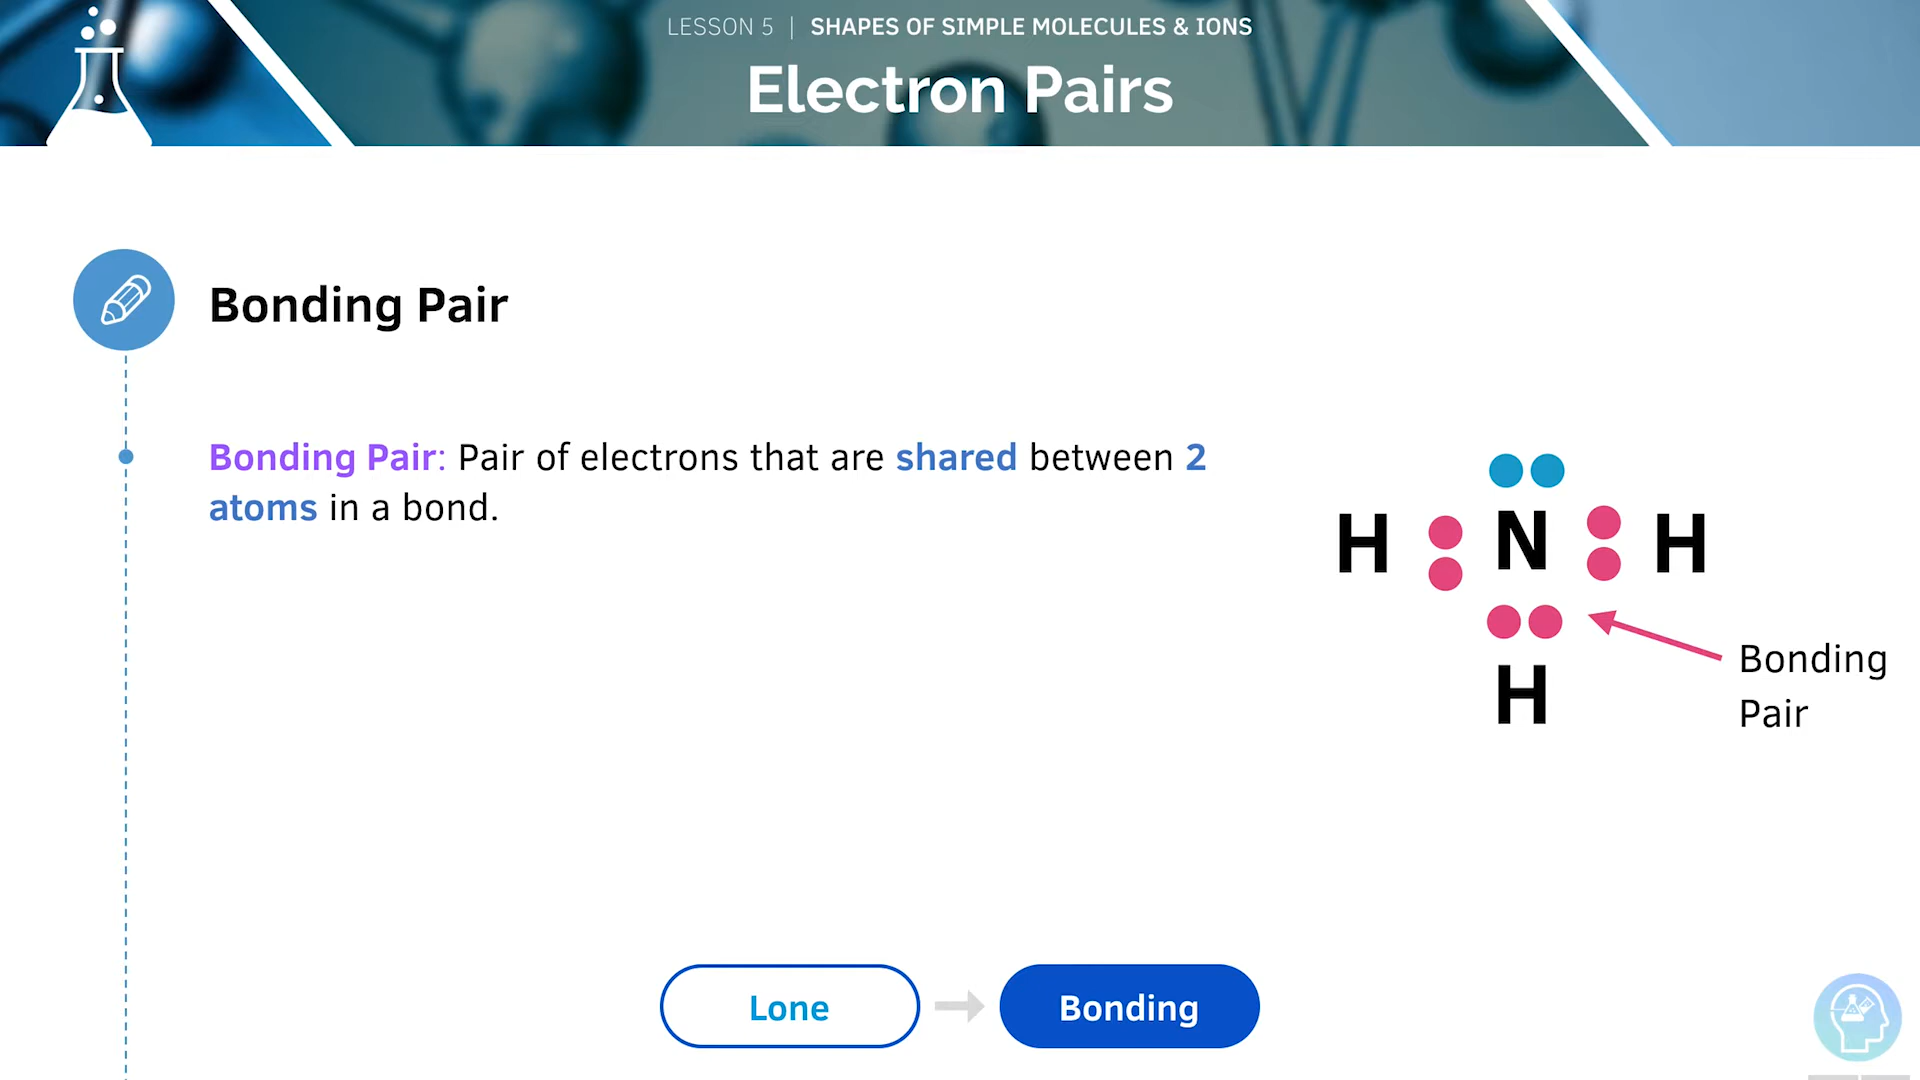 LESSON 5 | SHAPES OF SIMPLE MOLECULES & IONS
Electron Pairs
Bonding Pair
Bonding Pair: Pair of electrons that are shared between 2
atoms in a bond.
H N H
H
Bonding
Pair
Lone
Bonding